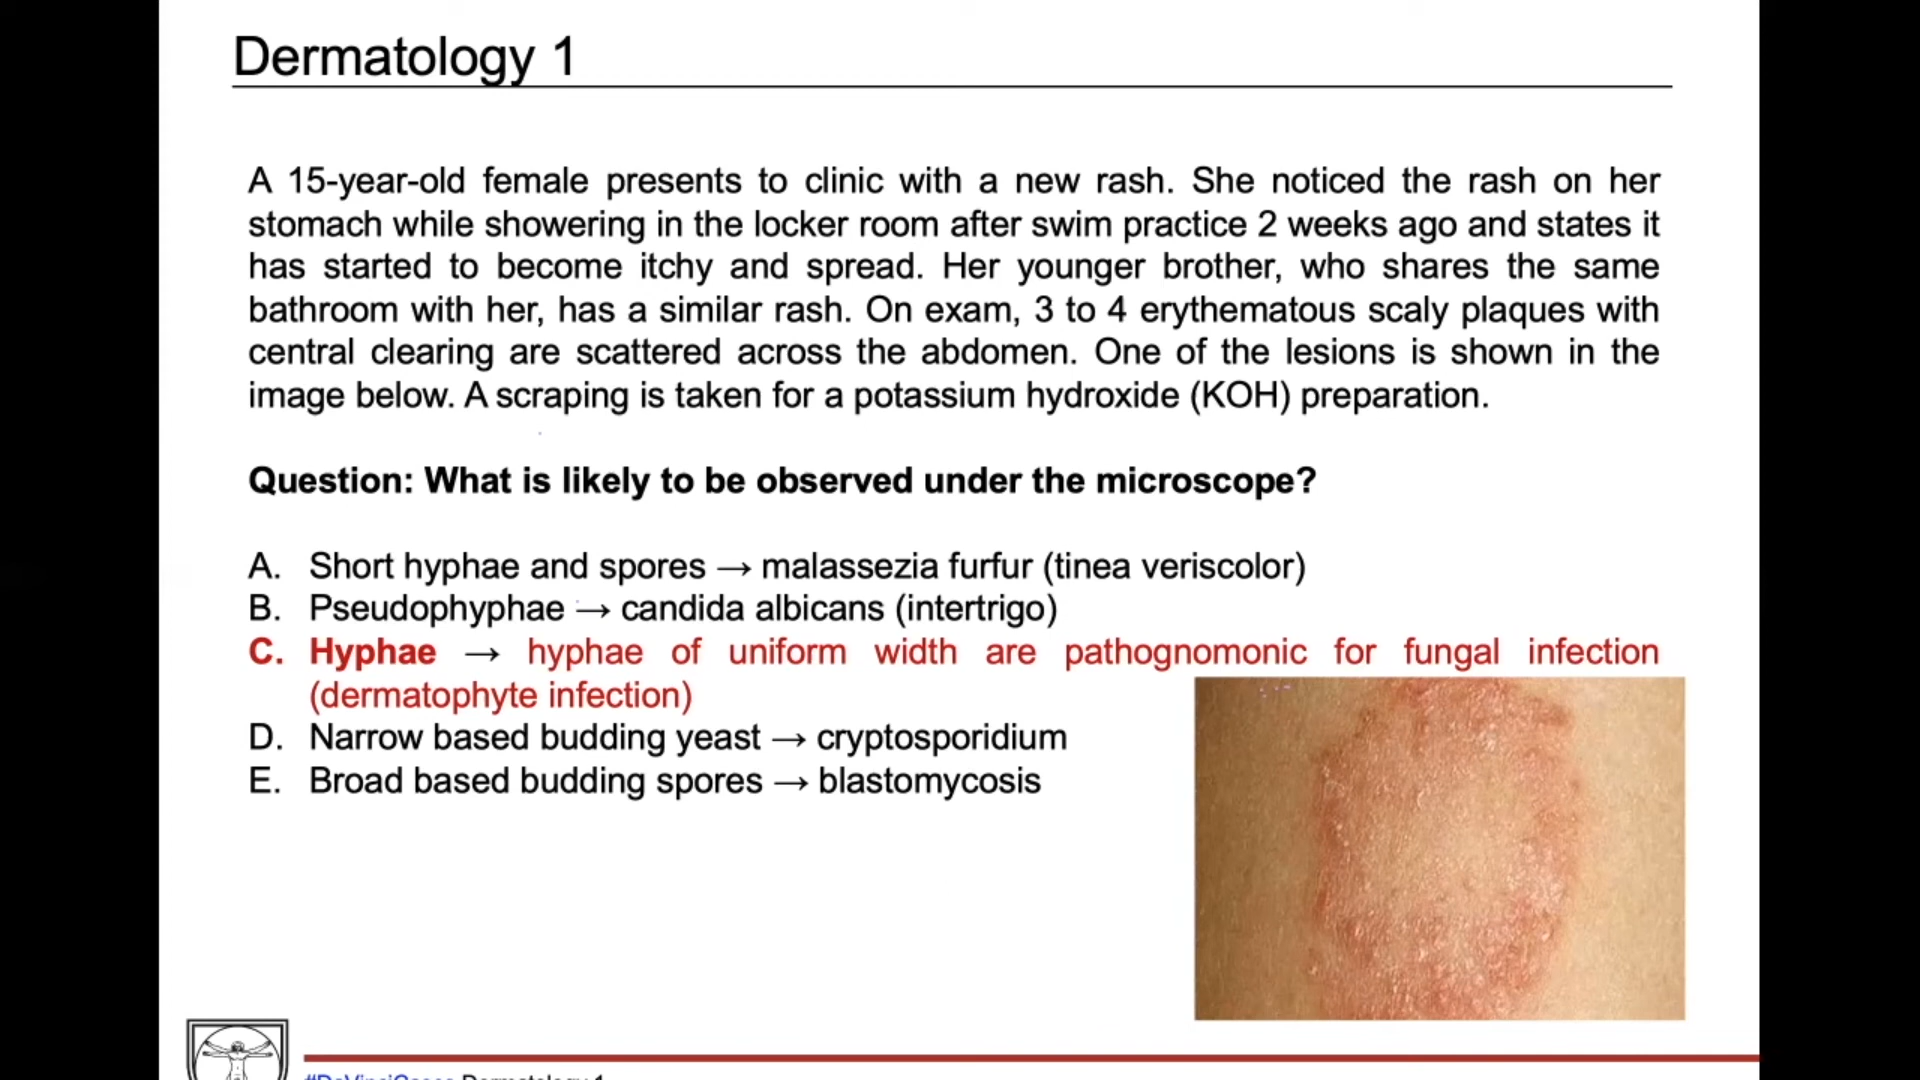 Dermatology 1
A 15-year-old female presents to clinic with a new rash. She noticed the rash on her
stomach while showering in the locker room after swim practice 2 weeks ago and states it
has started to become itchy and spread. Her younger brother, who shares the same
bathroom with her, has a similar rash. On exam, 3 to 4 erythematous scaly plaques with
central clearing are scattered across the abdomen. One of the lesions is shown in the
image below. A scraping is taken for a potassium hydroxide (KOH) preparation.
Question: What is likely to be observed under the microscope?
A. Short hyphae and spores → malassezia furfur (tinea veriscolor)
B. Pseudophyphae → candida albicans (intertrigo)
C. Hyphae → hyphae of uniform width are pathognomonic for fungal infection
(dermatophyte infection)
D. Narrow based budding yeast → cryptosporidium
E. Broad based budding spores → blastomycosis
#DaVinciCases Dermatology 1